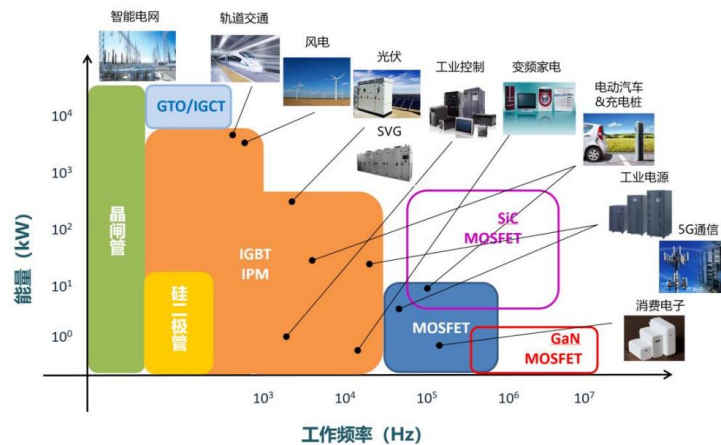 智能电网
轨道交通
风电
光伏
工业控制
变频家电
电动汽车
&充电桩
SVG
GTO/IGCT
工业电源
5G通信
消费电子
晶闸管
硅二极管
IGBT
IPM
SiC
MOSFET
MOSFET
GaN
MOSFET
能量（kW）
10⁴
10³
10²
10¹
10⁰
10³
10⁴
10⁵
10⁶
10⁷
工作频率（Hz）